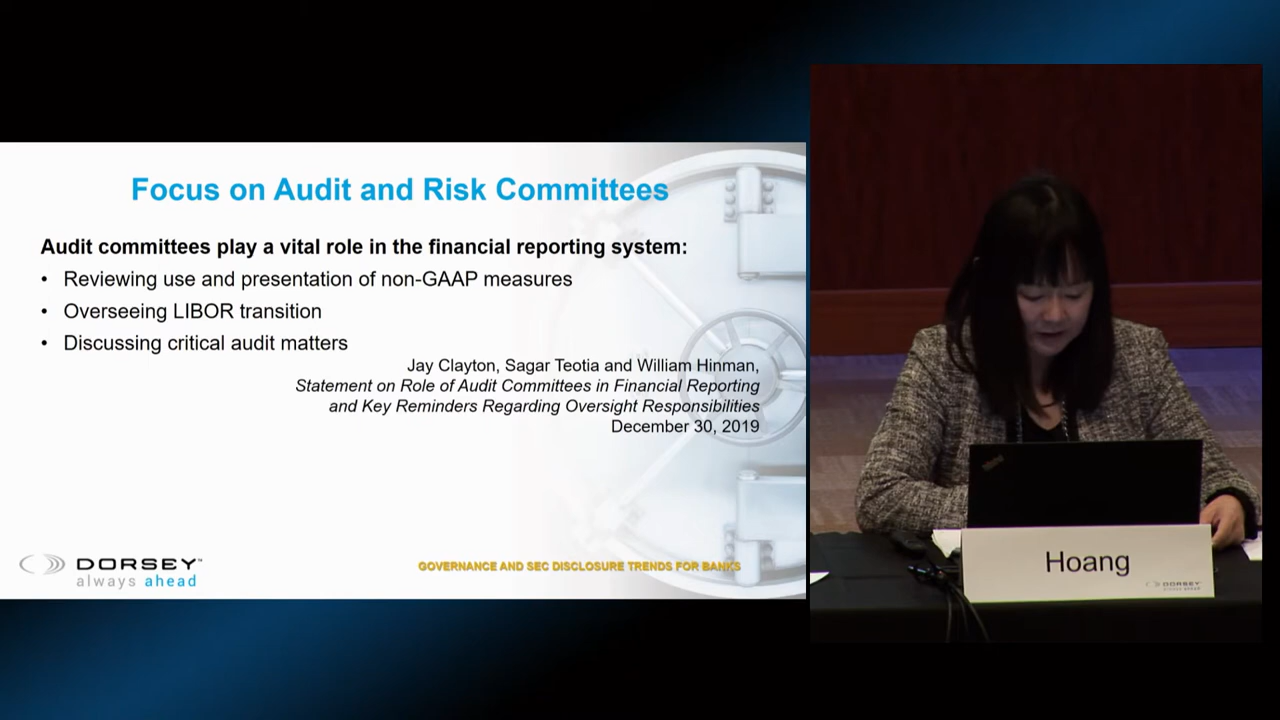 Focus on Audit and Risk Committees
Audit committees play a vital role in the financial reporting system:
• Reviewing use and presentation of non-GAAP measures
• Overseeing LIBOR transition
• Discussing critical audit matters
Jay Clayton, Sagar Teotia and William Hinman,
Statement on Role of Audit Committees in Financial Reporting
and Key Reminders Regarding Oversight Responsibilities
December 30, 2019
DORSEY™
always ahead
GOVERNANCE AND SEC DISCLOSURE TRENDS FOR BANKS
Hoang
DORSEY